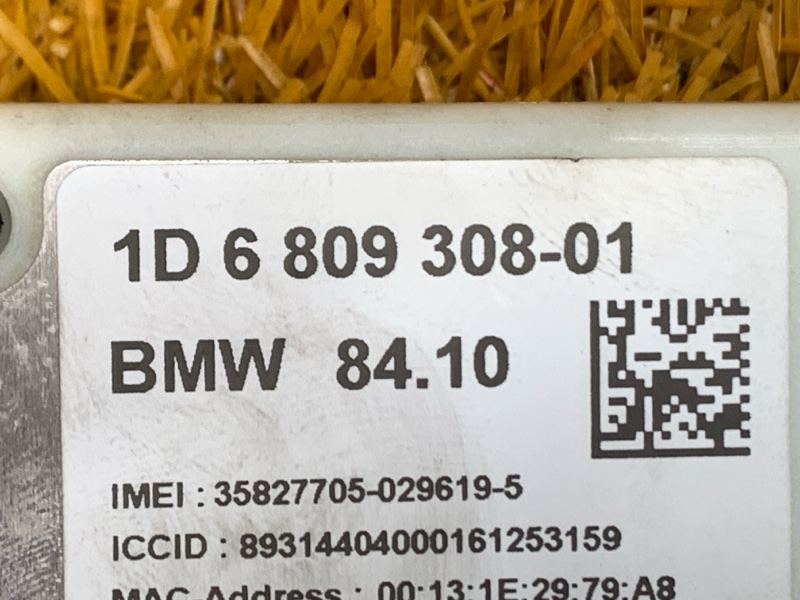 1D 6 809 308-01
BMW 84.10
IMEI : 35827705-029619-5
ICCID : 89314404000161253159
MAC-Address : 00:13:1E:29:79:A8